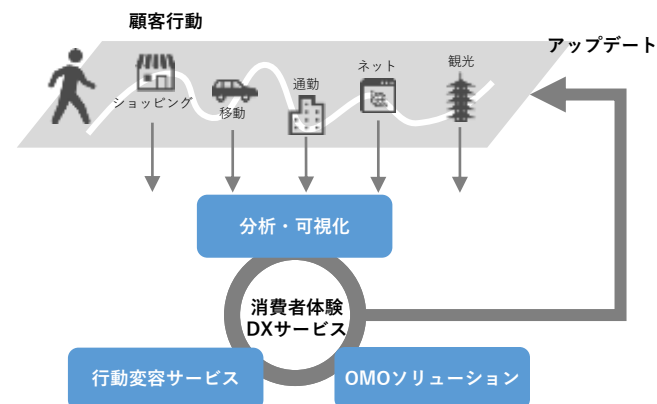 顧客行動
アップデート
ショッピング
移動
通勤
ネット
観光
分析・可視化
消費者体験
DXサービス
行動変容サービス
OMOソリューション